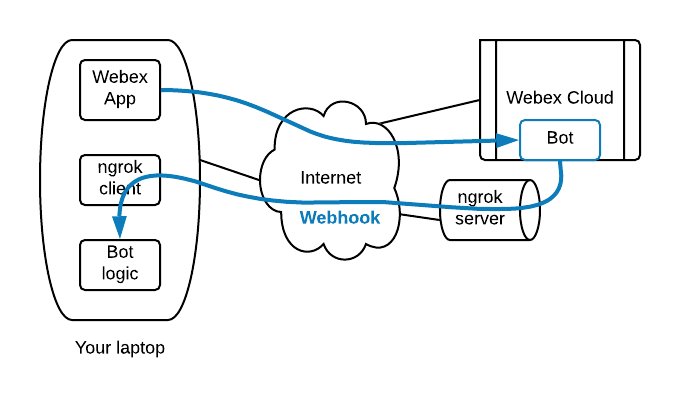 Webex
App
ngrok
client
Bot
logic
Your laptop
Internet
Webhook
Webex Cloud
Bot
ngrok
server